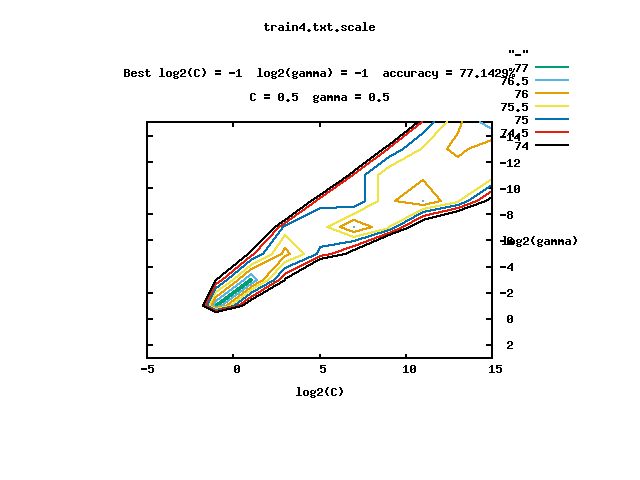 train4.txt.scale
"-"
Best log2(C) = -1  log2(gamma) = -1  accuracy = 77.1429%
77
76.5
C = 0.5  gamma = 0.5
76
75.5
75
74.5
-14
74
-12
-10
-8
-6
log2(gamma)
-4
-2
0
2
-5 0 5 10 15
log2(C)